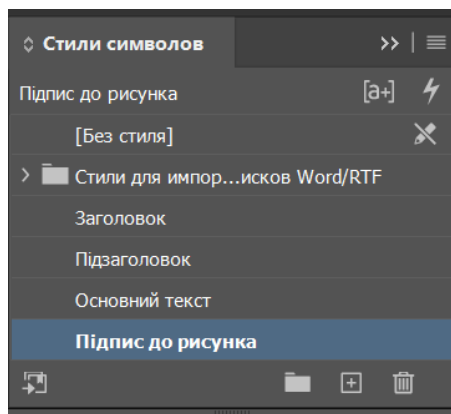 Стили символов
Підпис до рисунка [a+]
[Без стиля]
Стили для импор...исков Word/RTF
Заголовок
Підзаголовок
Основний текст
Підпис до рисунка